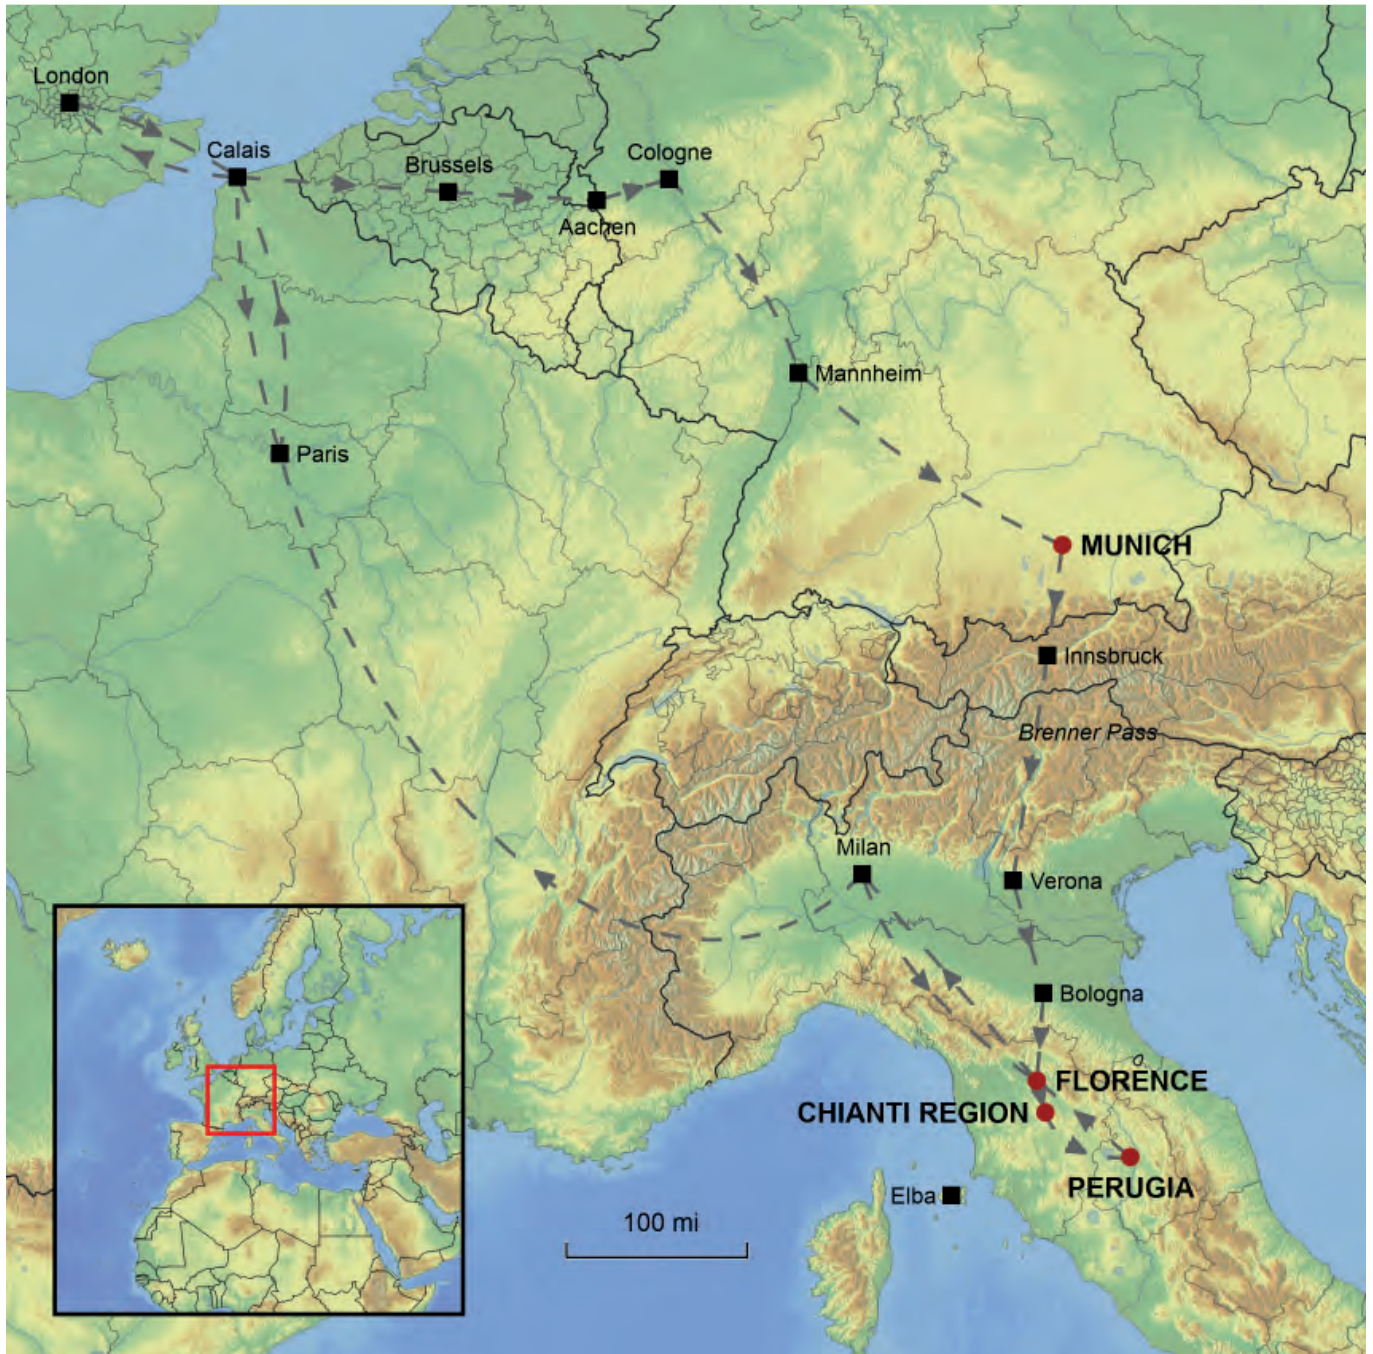 London
Calais
Brussels
Cologne
Aachen
Mannheim
Paris
MUNICH
Innsbruck
Brenner Pass
Milan
Verona
Bologna
FLORENCE
CHIANTI REGION
PERUGIA
Elba
100 mi